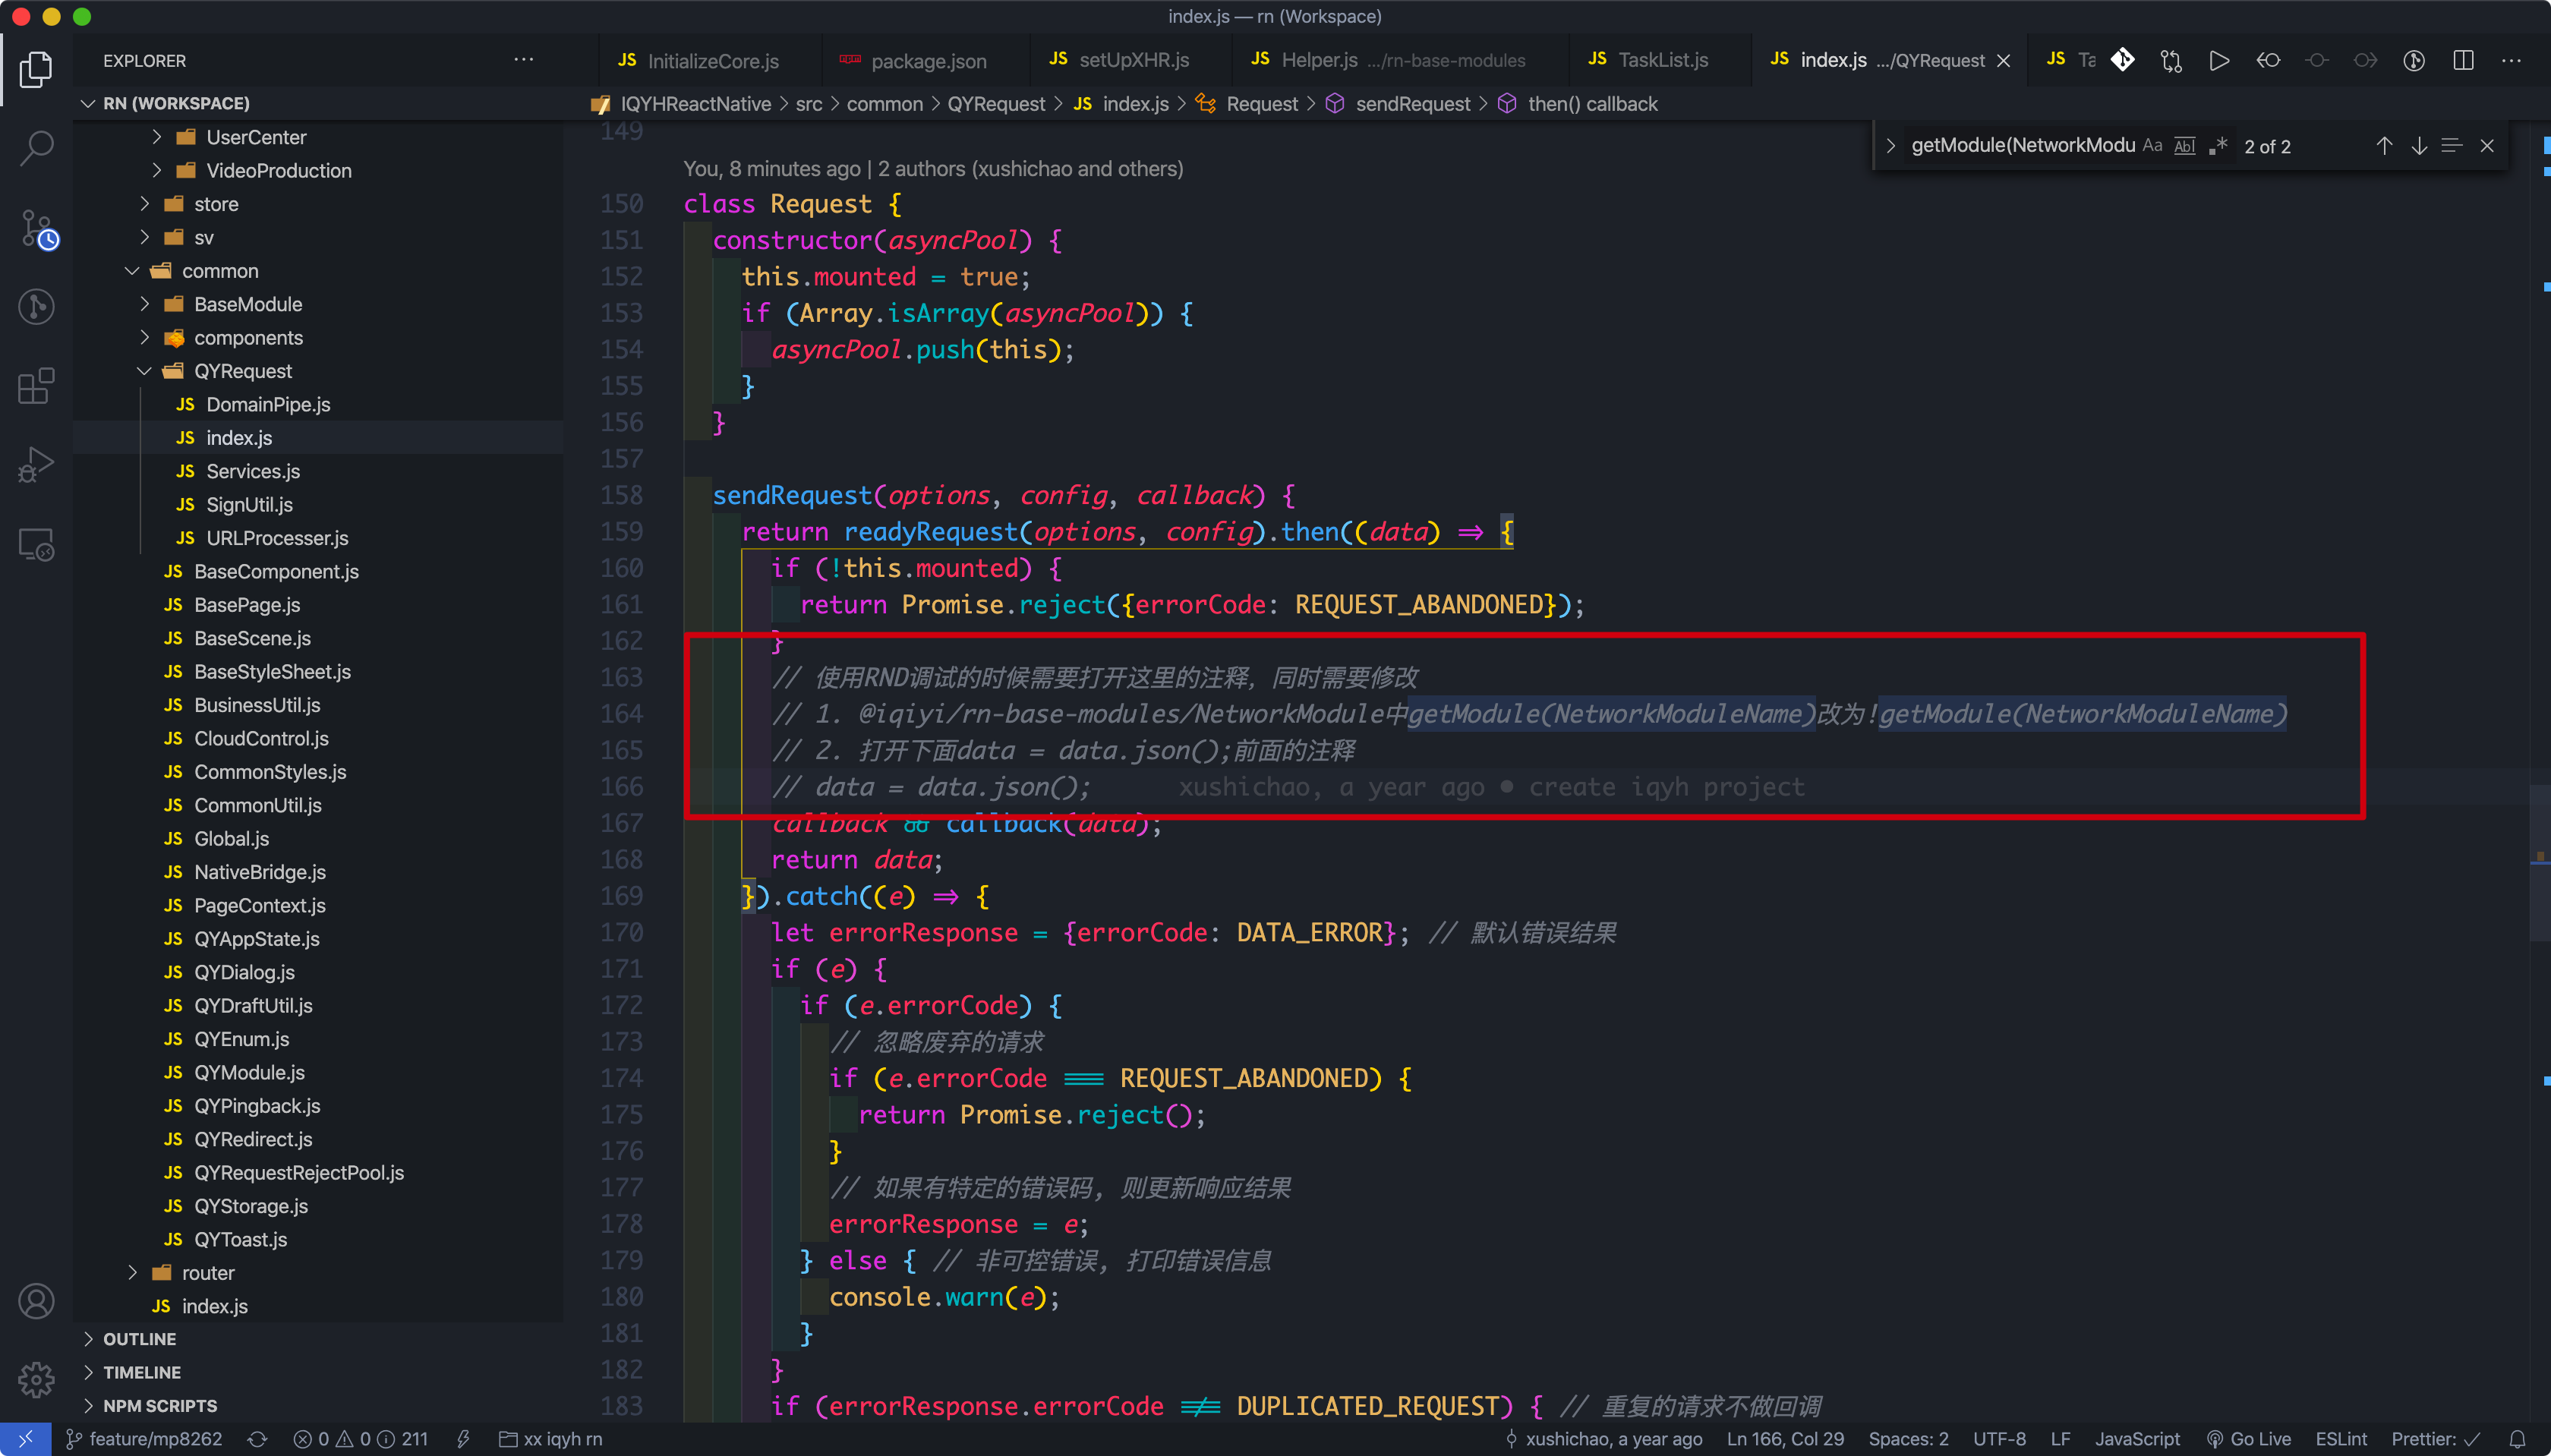 index.js — rn (Workspace)
EXPLORER
InitializeCore.js
package.json
JS setUpXHR.js
JS Helper.js .../rn-base-modules
JS TaskList.js
JS index.js .../QYRequest
JS Ta
RN (WORKSPACE)
IQYHReactNative > src > common > QYRequest > JS index.js > Request > sendRequest > then() callback
getModule(NetworkModu Aa Abl .* 2 of 2
UserCenter
VideoProduction
store
sv
common
BaseModule
components
QYRequest
JS DomainPipe.js
JS index.js
JS Services.js
JS SignUtil.js
JS URLProcesser.js
JS BaseComponent.js
JS BasePage.js
JS BaseScene.js
JS BaseStyleSheet.js
JS BusinessUtil.js
JS CloudControl.js
JS CommonStyles.js
JS CommonUtil.js
JS Global.js
JS NativeBridge.js
JS PageContext.js
JS QYAppState.js
JS QYDialog.js
JS QYDraftUtil.js
JS QYEnum.js
JS QYModule.js
JS QYPingback.js
JS QYRedirect.js
JS QYRequestRejectPool.js
JS QYStorage.js
JS QYToast.js
router
JS index.js
OUTLINE
TIMELINE
NPM SCRIPTS
149
You, 8 minutes ago | 2 authors (xushichao and others)
150 class Request {
151 constructor(asyncPool) {
152 this.mounted = true;
153 if (Array.isArray(asyncPool)) {
154 asyncPool.push(this);
155 }
156 }
157
158 sendRequest(options, config, callback) {
159 return readyRequest(options, config).then((data) => {
160 if (!this.mounted) {
161 return Promise.reject({errorCode: REQUEST_ABANDONED});
162 }
163 // 使用RND调试的时候需要打开这里的注释，同时需要修改
164 // 1. @iqiyi/rn-base-modules/NetworkModule中getModule(NetworkModuleName)改为!getModule(NetworkModuleName)
165 // 2. 打开下面data = data.json();前面的注释
166 // data = data.json(); xushichao, a year ago • create iqyh project
167 callback && callback(data);
168 return data;
169 }).catch((e) => {
170 let errorResponse = {errorCode: DATA_ERROR}; // 默认错误结果
171 if (e) {
172 if (e.errorCode) {
173 // 忽略废弃的请求
174 if (e.errorCode === REQUEST_ABANDONED) {
175 return Promise.reject();
176 }
177 // 如果有特定的错误码，则更新响应结果
178 errorResponse = e;
179 } else { // 非可控错误，打印错误信息
180 console.warn(e);
181 }
182 }
183 if (errorResponse.errorCode !== DUPLICATED_REQUEST) { // 重复的请求不做回调
feature/mp8262 0 0 211 xx iqyh rn xushichao, a year ago Ln 166, Col 29 Spaces: 2 UTF-8 LF JavaScript Go Live ESLint Prettier: ✓